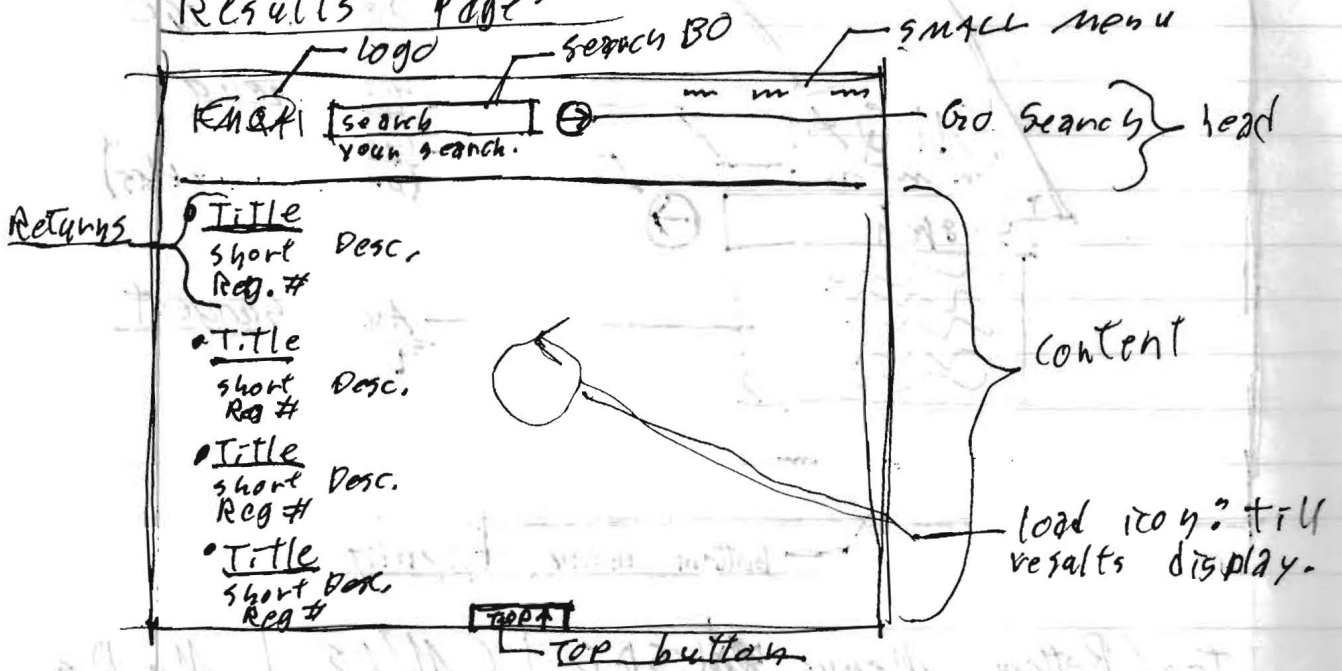 Results Page
logo
search BO
SMALL Menu
search
your search.
Go Search
head
Returns
Title
short Desc.
Reg. #
Title
short Desc.
Reg #
Title
short Desc.
Reg #
Title
short Desc.
Reg #
content
load icon: till
results display.
TOP ↑
TOP button